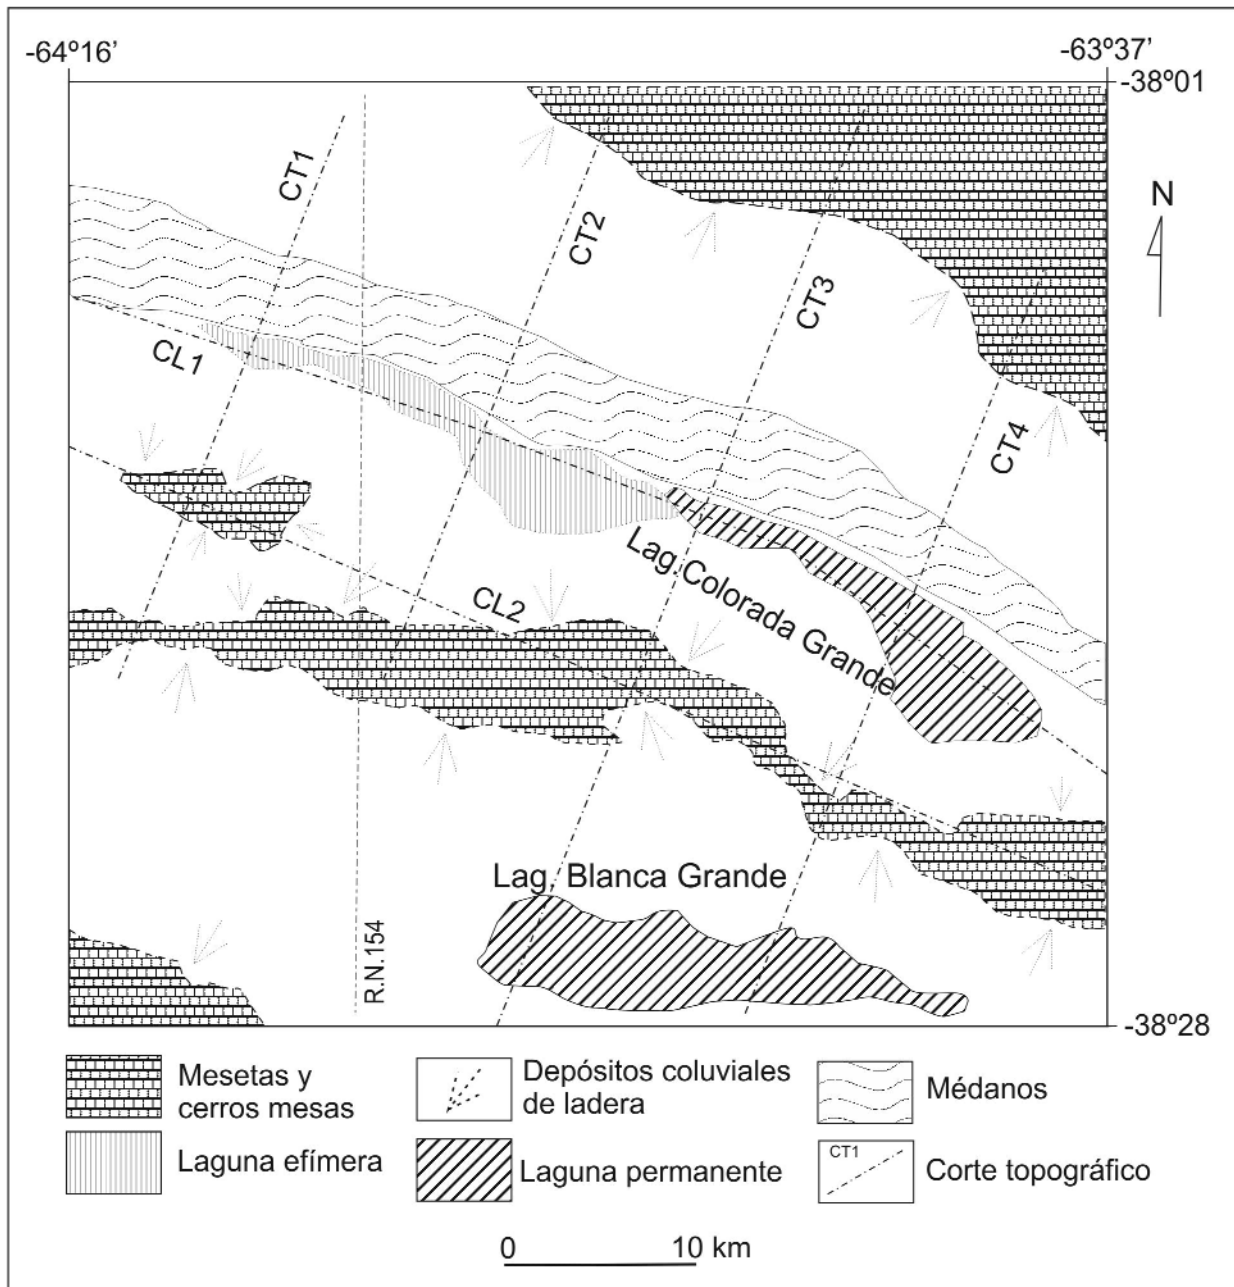 -64º16’
-63º37’
-38º01
N
CT1
CT2
CT3
CT4
CL1
CL2
Lag.Colorada Grande
Lag. Blanca Grande
R.N.154
-38º28
Mesetas y
cerros mesas
Depósitos coluviales
de ladera
Médanos
Laguna efímera
Laguna permanente
CT1
Corte topográfico
0
10 km